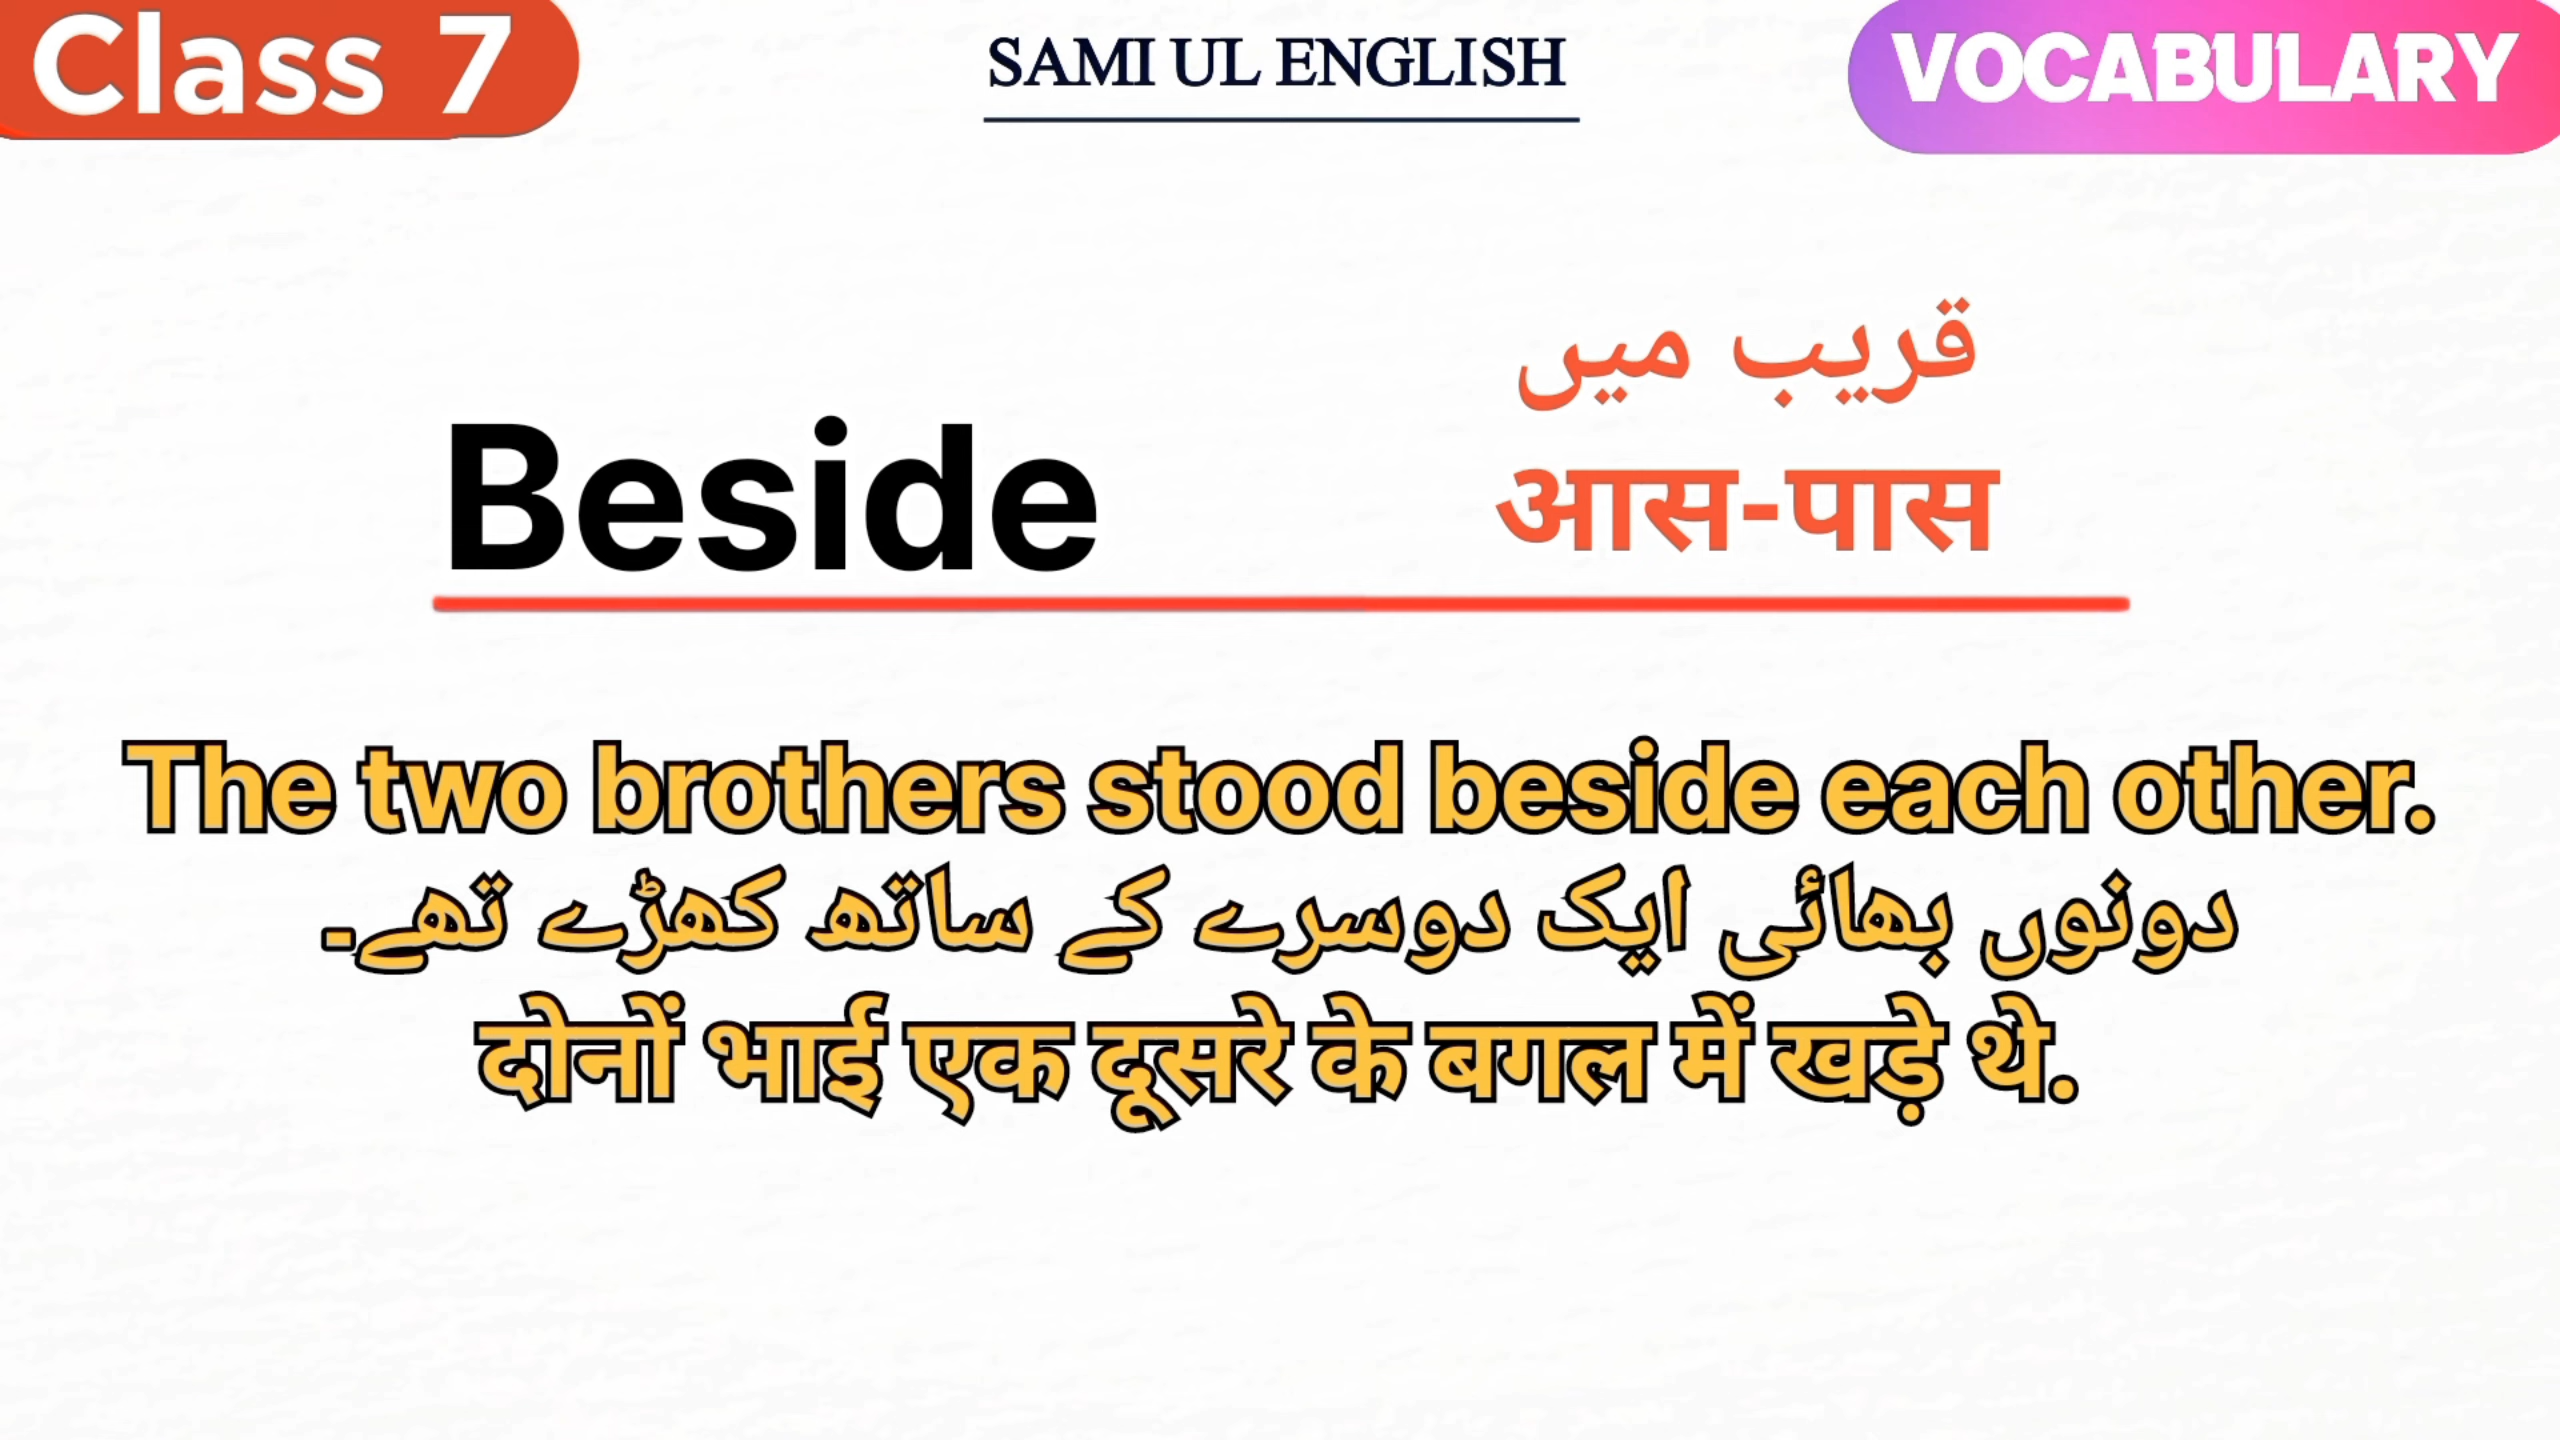 Class 7
SAMI UL ENGLISH
VOCABULARY
قریب میں
Beside
आस-पास
The two brothers stood beside each other.
دونوں بھائی ایک دوسرے کے ساتھ کھڑے تھے۔
दोनों भाई एक दूसरे के बगल में खड़े थे.